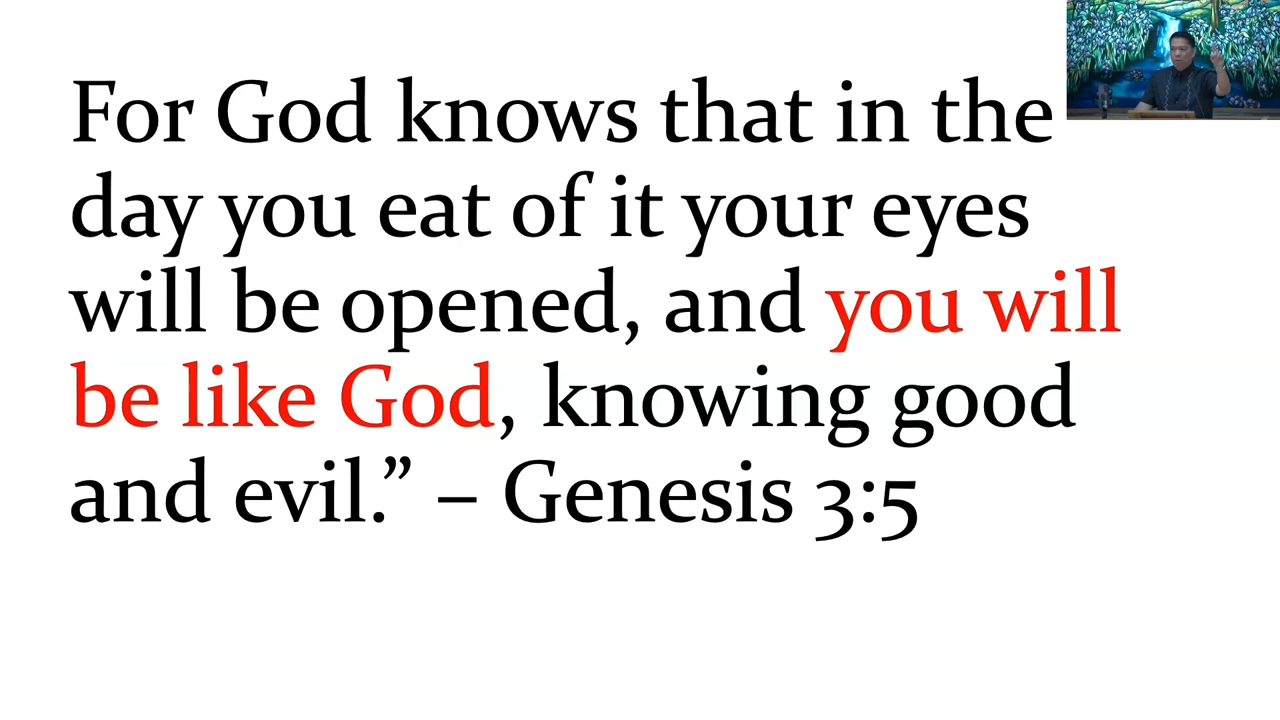 For God knows that in the
day you eat of it your eyes
will be opened, and you will
be like God, knowing good
and evil.” – Genesis 3:5